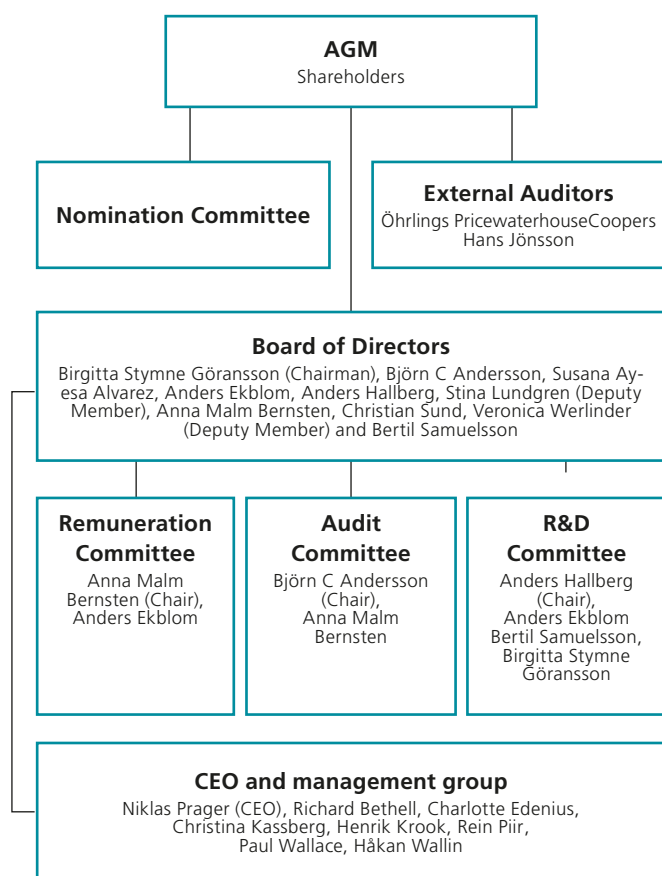 AGM
Shareholders
Nomination Committee
External Auditors
Öhrlings PricewaterhouseCoopers
Hans Jönsson
Board of Directors
Birgitta Stymne Göransson (Chairman), Björn C Andersson, Susana Ay-
esa Alvarez, Anders Ekblom, Anders Hallberg, Stina Lundgren (Deputy
Member), Anna Malm Bernsten, Christian Sund, Veronica Werlinder
(Deputy Member) and Bertil Samuelsson
Remuneration
Committee
Anna Malm
Bernsten (Chair),
Anders Ekblom
Audit
Committee
Björn C Andersson
(Chair),
Anna Malm
Bernsten
R&D
Committee
Anders Hallberg
(Chair),
Anders Ekblom
Bertil Samuelsson,
Birgitta Stymne
Göransson
CEO and management group
Niklas Prager (CEO), Richard Bethell, Charlotte Edenius,
Christina Kassberg, Henrik Krook, Rein Piir,
Paul Wallace, Håkan Wallin